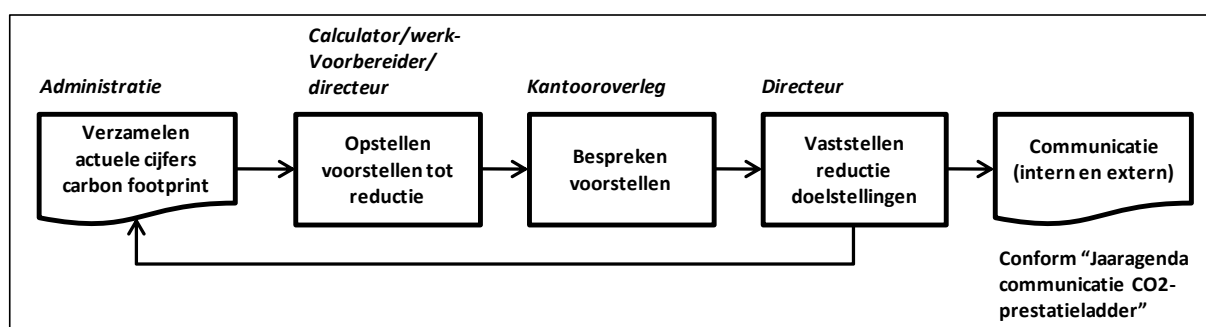 Calculator/werk-
Voorbereider/
directeur
Administratie
Kantooroverleg
Directeur
Verzamelen
actuele cijfers
carbon footprint
Opstellen
voorstellen tot
reductie
Bespreken
voorstellen
Vaststellen
reductie
doelstellingen
Communicatie
(intern en extern)
Conform “Jaaragenda
communicatie CO2-
prestatieladder”